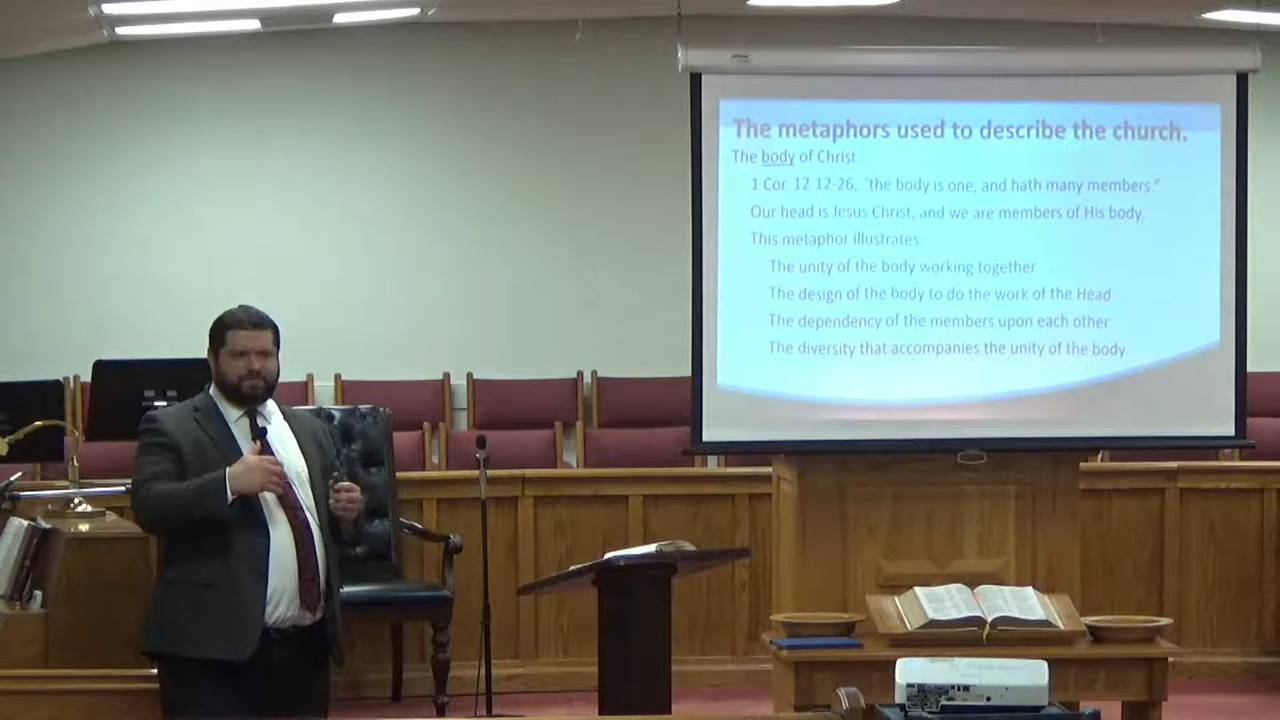 The metaphors used to describe the church.
The body of Christ.
1 Cor. 12:12-26, "the body is one, and hath many members."
Our head is Jesus Christ, and we are members of His body.
This metaphor illustrates
The unity of the body working together
The design of the body to do the work of the Head
The dependency of the members upon each other
The diversity that accompanies the unity of the body.